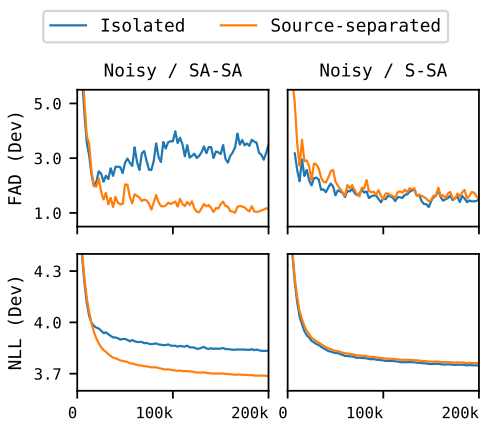 Isolated Source-separated
Noisy / SA-SA Noisy / S-SA
FAD (Dev)
5.0
3.0
1.0
NLL (Dev)
4.3
4.0
3.7
0 100k 200k 0 100k 200k